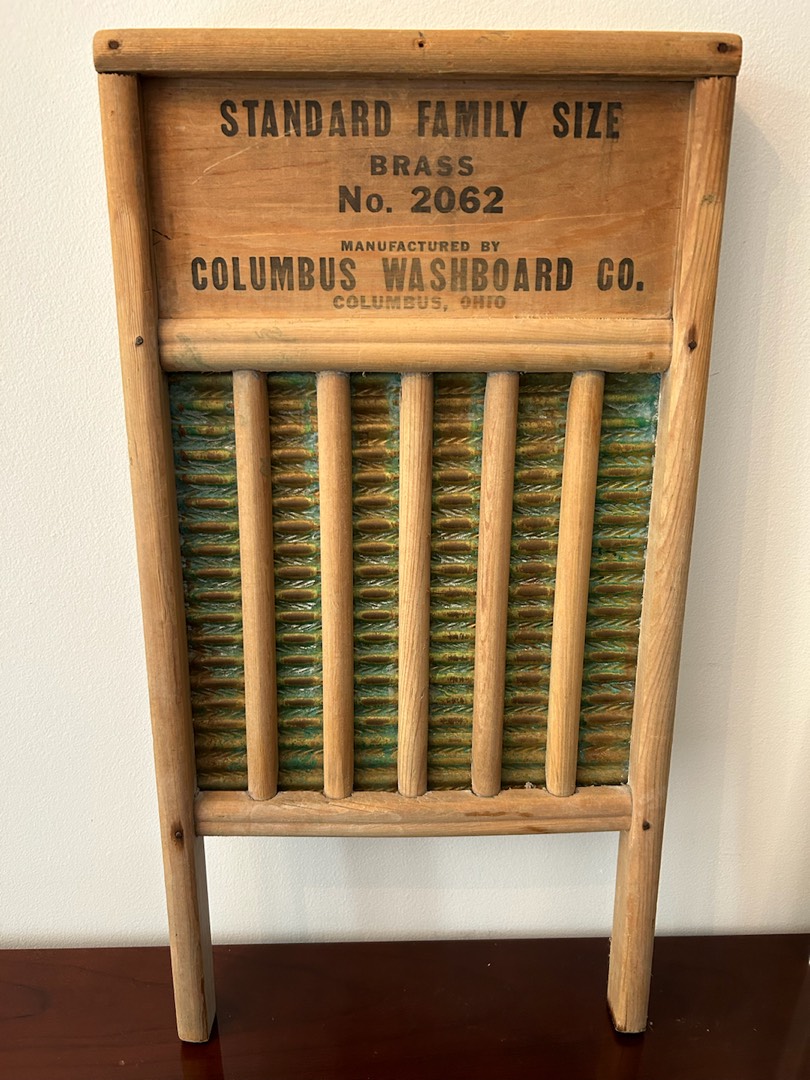 STANDARD FAMILY SIZE
BRASS
No. 2062
MANUFACTURED BY
COLUMBUS WASHBOARD CO.
COLUMBUS, OHIO